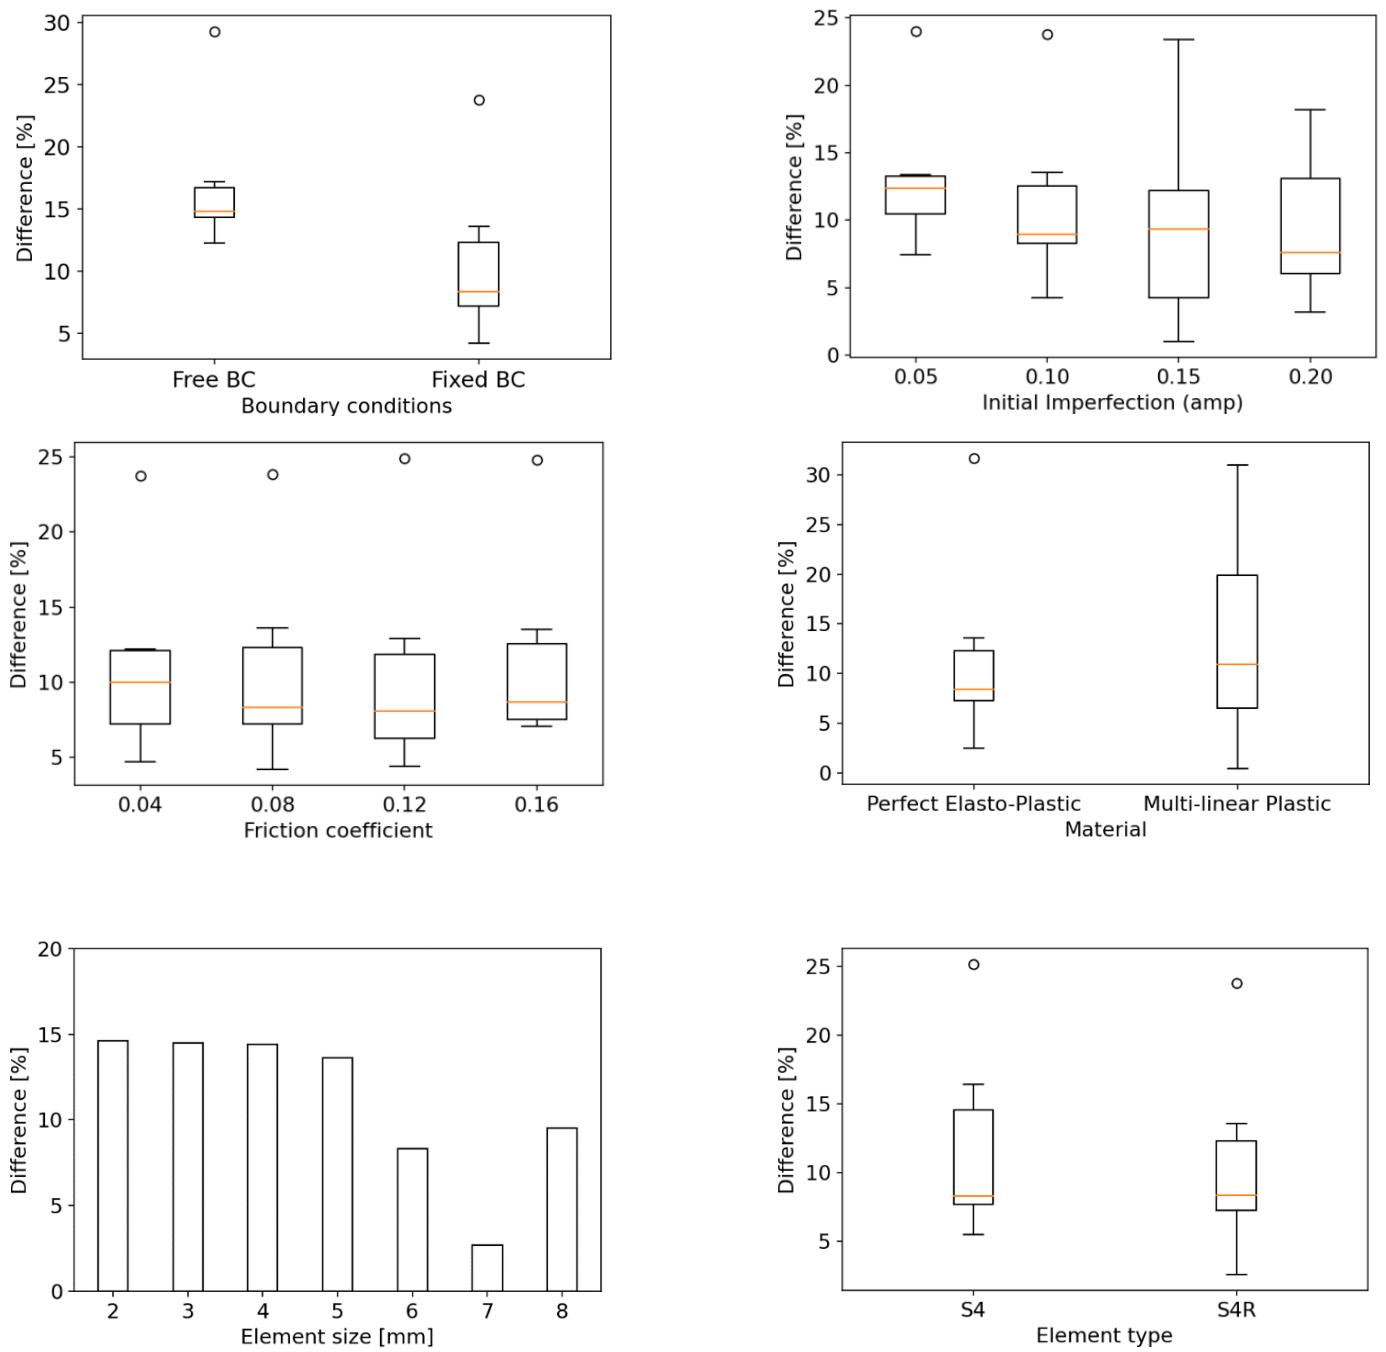 30
25
20
15
10
5
Difference [%]
Free BC
Fixed BC
Boundary conditions
25
20
15
10
5
0
Difference [%]
0.05
0.10
0.15
0.20
Initial Imperfection (amp)
25
20
15
10
5
Difference [%]
0.04
0.08
0.12
0.16
Friction coefficient
30
25
20
15
10
5
0
Difference [%]
Perfect Elasto-Plastic
Multi-linear Plastic
Material
20
15
10
5
0
Difference [%]
2
3
4
5
6
7
8
Element size [mm]
25
20
15
10
5
Difference [%]
S4
S4R
Element type